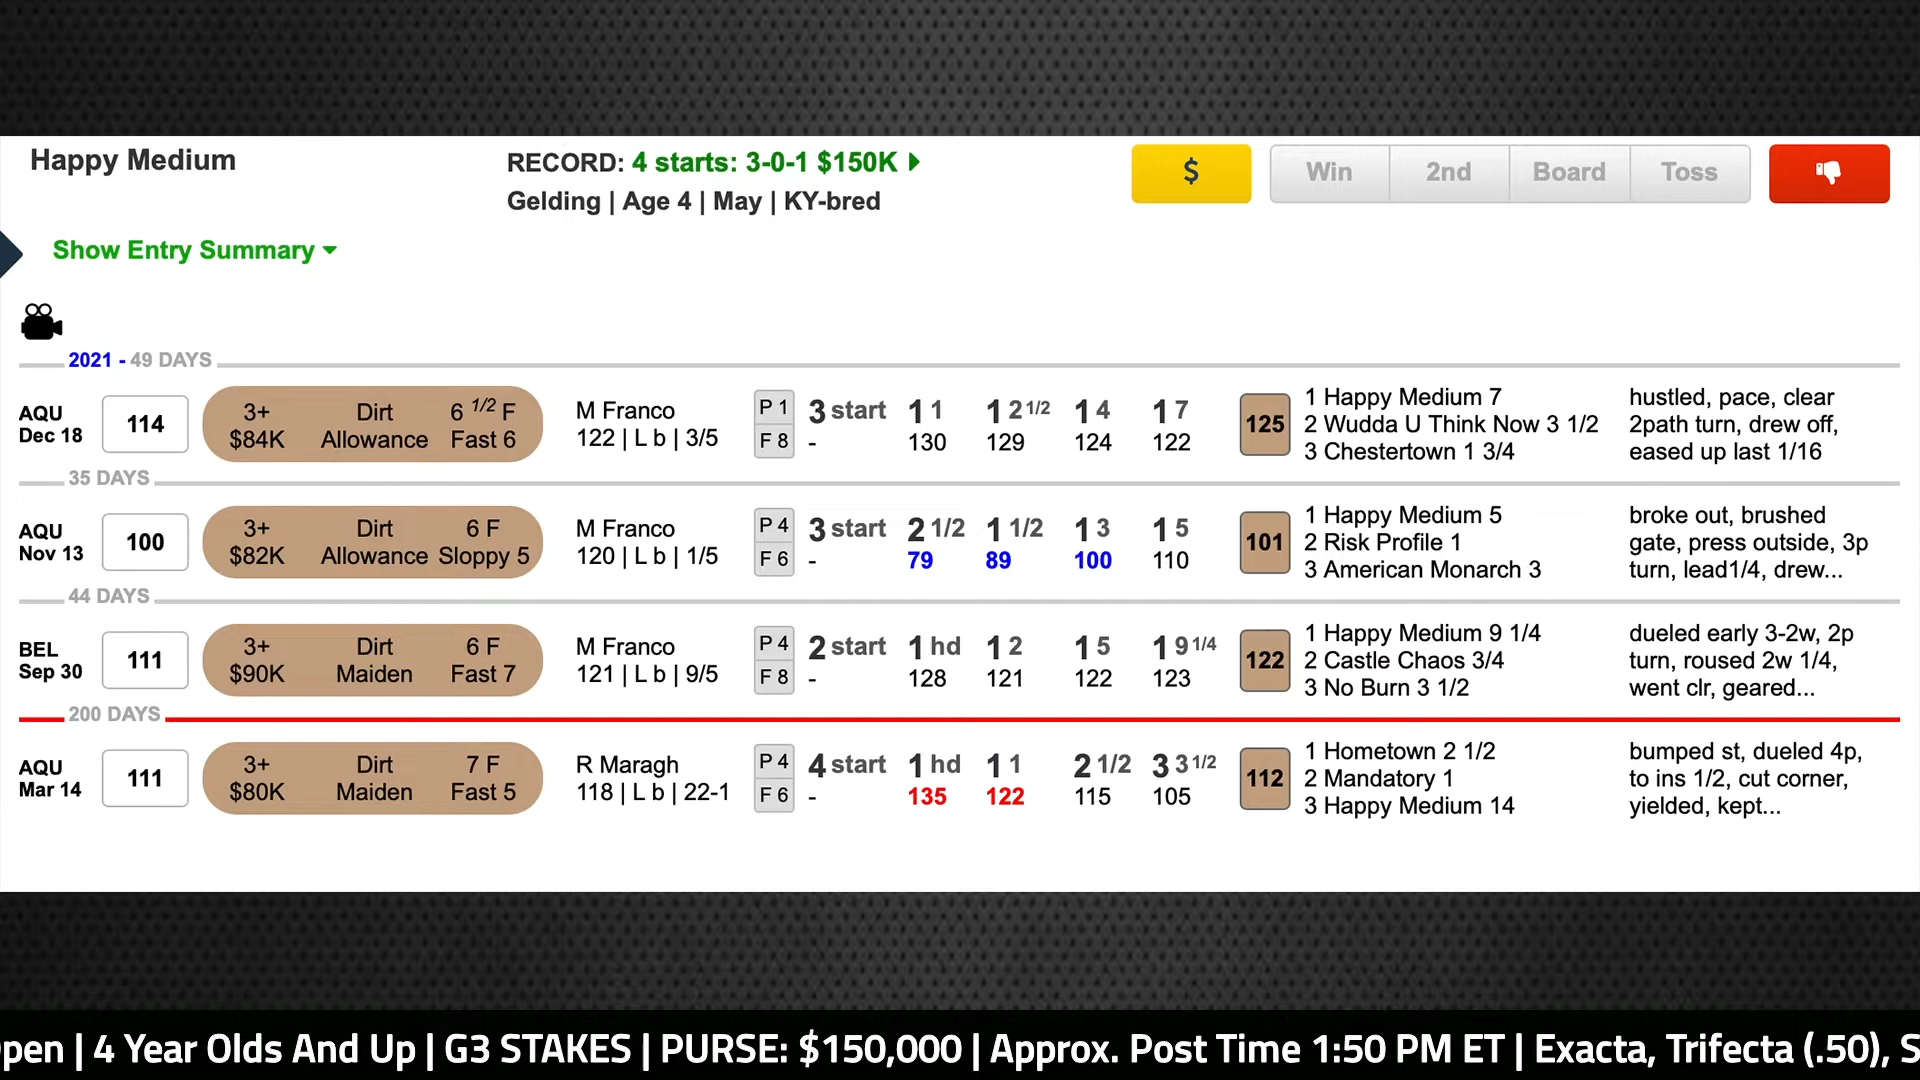 Happy Medium
RECORD: 4 starts: 3-0-1 $150K
Gelding | Age 4 | May | KY-bred
$
Win
2nd
Board
Toss
Show Entry Summary
2021 - 49 DAYS
AQU
Dec 18
114
3+ Dirt 6 1/2 F
$84K Allowance Fast 6
M Franco
122 | L b | 3/5
P 1
F 8
3 start 1 1 1 2 1/2 1 4 1 7
- 130 129 124 122
125
1 Happy Medium 7
2 Wudda U Think Now 3 1/2
3 Chestertown 1 3/4
hustled, pace, clear
2path turn, drew off,
eased up last 1/16
35 DAYS
AQU
Nov 13
100
3+ Dirt 6 F
$82K Allowance Sloppy 5
M Franco
120 | L b | 1/5
P 4
F 6
3 start 2 1/2 1 1/2 1 3 1 5
- 79 89 100 110
101
1 Happy Medium 5
2 Risk Profile 1
3 American Monarch 3
broke out, brushed
gate, press outside, 3p
turn, lead1/4, drew...
44 DAYS
BEL
Sep 30
111
3+ Dirt 6 F
$90K Maiden Fast 7
M Franco
121 | L b | 9/5
P 4
F 8
2 start 1 hd 1 2 1 5 1 9 1/4
- 128 121 122 123
122
1 Happy Medium 9 1/4
2 Castle Chaos 3/4
3 No Burn 3 1/2
dueled early 3-2w, 2p
turn, roused 2w 1/4,
went clr, geared...
200 DAYS
AQU
Mar 14
111
3+ Dirt 7 F
$80K Maiden Fast 5
R Maragh
118 | L b | 22-1
P 4
F 6
4 start 1 hd 1 1 2 1/2 3 3 1/2
- 135 122 115 105
112
1 Hometown 2 1/2
2 Mandatory 1
3 Happy Medium 14
bumped st, dueled 4p,
to ins 1/2, cut corner,
yielded, kept...
pen | 4 Year Olds And Up | G3 STAKES | PURSE: $150,000 | Approx. Post Time 1:50 PM ET | Exacta, Trifecta (.50), S